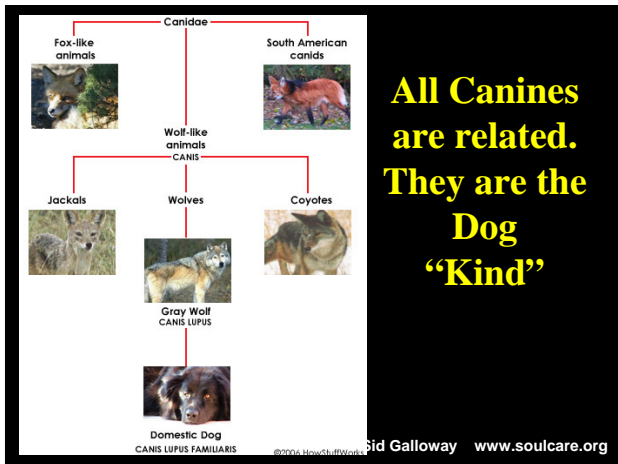 Canidae
Fox-like
animals
South American
canids
Wolf-like
animals
CANIS
Jackals
Wolves
Coyotes
Gray Wolf
CANIS LUPUS
Domestic Dog
CANIS LUPUS FAMILIARIS
©2006 HowStuffWorks
All Canines
are related.
They are the
Dog
“Kind”
Sid Galloway www.soulcare.org